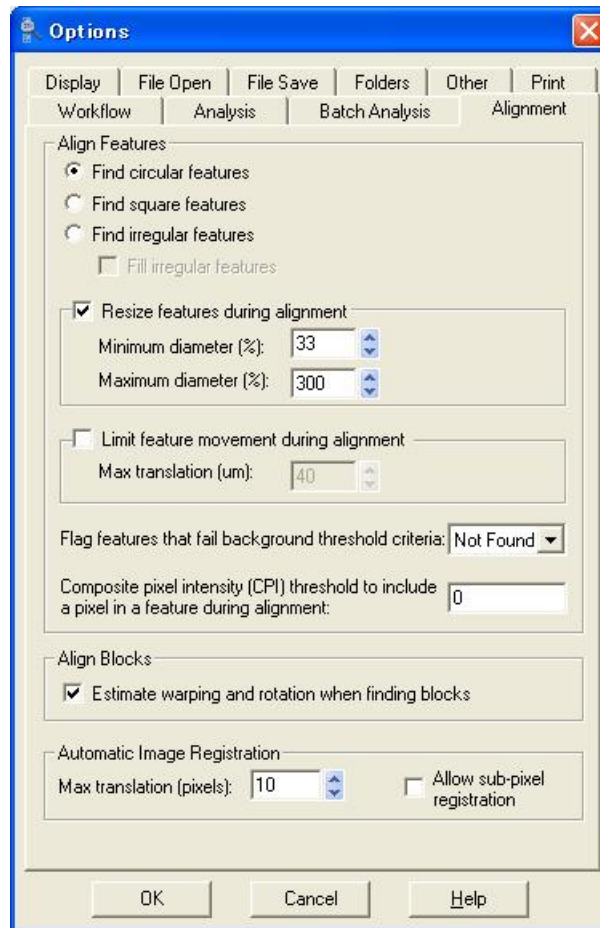 Options
Display File Open File Save Folders Other Print
Workflow Analysis Batch Analysis Alignment
Align Features
Find circular features
Find square features
Find irregular features
Fill irregular features
Resize features during alignment
Minimum diameter (%): 33
Maximum diameter (%): 300
Limit feature movement during alignment
Max translation (um): 40
Flag features that fail background threshold criteria: Not Found
Composite pixel intensity (CPI) threshold to include
a pixel in a feature during alignment: 0
Align Blocks
Estimate warping and rotation when finding blocks
Automatic Image Registration
Max translation (pixels): 10 Allow sub-pixel
registration
OK Cancel Help